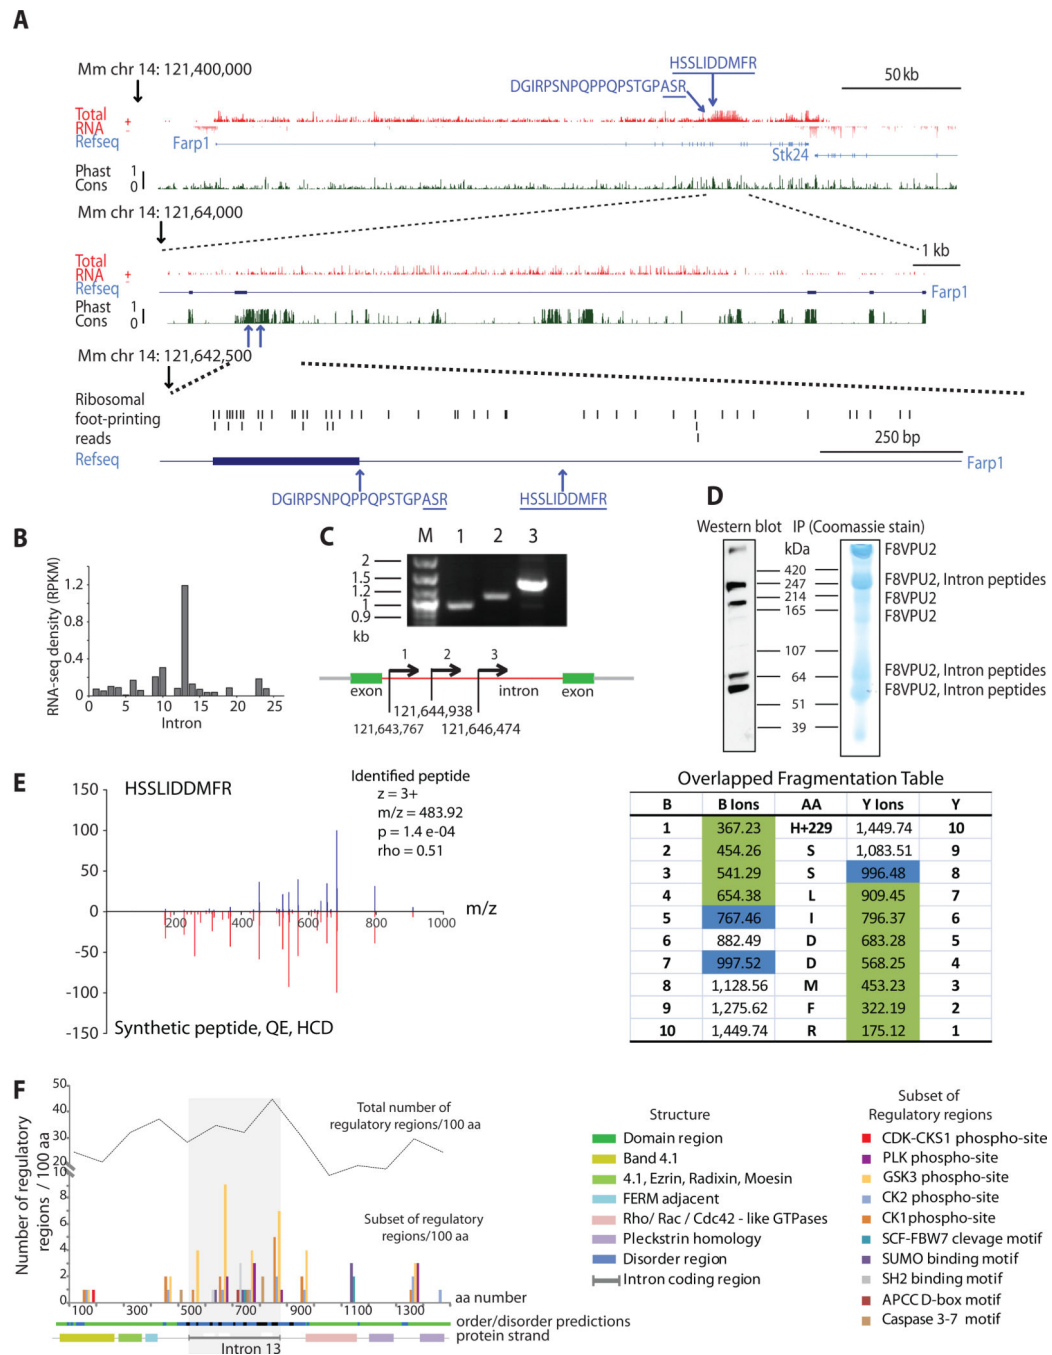 A
Mm chr 14: 121,400,000
HSSLIDDMFR
DGIRPSNPQPPQPSTGPASR
50 kb
Total
RNA
+
-
Refseq
Farp1
Stk24
Phast
Cons
1
0
Mm chr 14: 121,64,000
1 kb
Total
RNA
+
-
Refseq
Farp1
Phast
Cons
1
0
Mm chr 14: 121,642,500
Ribosomal
foot-printing
reads
250 bp
Refseq
Farp1
DGIRPSNPQPPQPSTGPASR
HSSLIDDMFR
B
RNA-seq density (RPKM)
1.2
0.8
0.4
0
0 5 10 15 20 25
Intron
C
M 1 2 3
2
1.5
1.2
1
0.9
kb
1 2 3
exon intron exon
121,644,938
121,643,767 121,646,474
D
Western blot IP (Coomassie stain)
kDa
420
247
214
165
107
64
51
39
F8VPU2
F8VPU2, Intron peptides
F8VPU2
F8VPU2
F8VPU2, Intron peptides
F8VPU2, Intron peptides
E
HSSLIDDMFR
Identified peptide
z = 3+
m/z = 483.92
p = 1.4 e-04
rho = 0.51
150
100
50
0
-50
-100
-150
200 400 600 800 1000
m/z
Synthetic peptide, QE, HCD
Overlapped Fragmentation Table
B B Ions AA Y Ions Y
1 367.23 H+229 1,449.74 10
2 454.26 S 1,083.51 9
3 541.29 S 996.48 8
4 654.38 L 909.45 7
5 767.46 I 796.37 6
6 882.49 D 683.28 5
7 997.52 D 568.25 4
8 1,128.56 M 453.23 3
9 1,275.62 F 322.19 2
10 1,449.74 R 175.12 1
F
Number of regulatory
regions / 100 aa
50
40
30
20
10
8
6
4
2
0
Total number of
regulatory regions/100 aa
Subset of regulatory
regions/100 aa
100 300 500 700 900 1100 1300
aa number
order/disorder predictions
protein strand
Intron 13
Structure
Domain region
Band 4.1
4.1, Ezrin, Radixin, Moesin
FERM adjacent
Rho/ Rac / Cdc42 - like GTPases
Pleckstrin homology
Disorder region
Intron coding region
Subset of
Regulatory regions
CDK-CKS1 phospho-site
PLK phospho-site
GSK3 phospho-site
CK2 phospho-site
CK1phospho-site
SCF-FBW7 clevage motif
SUMO binding motif
SH2 binding motif
APCC D-box motif
Caspase 3-7 motif